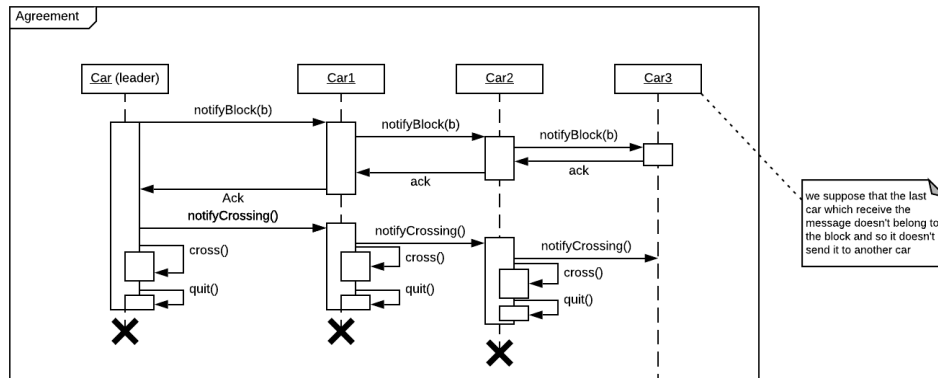 Agreement
Car (leader)
Car1
Car2
Car3
notifyBlock(b)
notifyBlock(b)
notifyBlock(b)
ack
ack
Ack
notifyCrossing()
notifyCrossing()
notifyCrossing()
cross()
cross()
cross()
quit()
quit()
quit()
we suppose that the last
car which receive the
message doesn't belong to
the block and so it doesn't
send it to another car